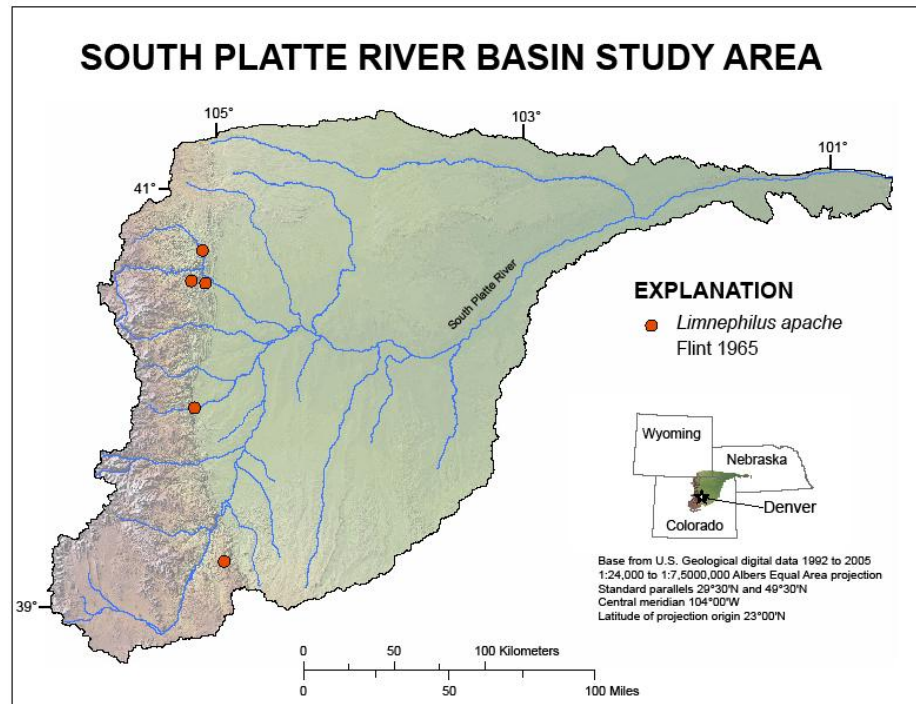 SOUTH PLATTE RIVER BASIN STUDY AREA
105°
103°
101°
41°
South Platte River
EXPLANATION
Limnephilus apache
Flint 1965
Wyoming
Nebraska
Denver
Colorado
Base from U.S. Geological digital data 1992 to 2005
1:24,000 to 1:7,5000,000 Albers Equal Area projection
Standard parallels 29°30'N and 49°30'N
Central meridian 104°00'W
Latitude of projection origin 23°00'N
39°
0 50 100 Kilometers
0 50 100 Miles